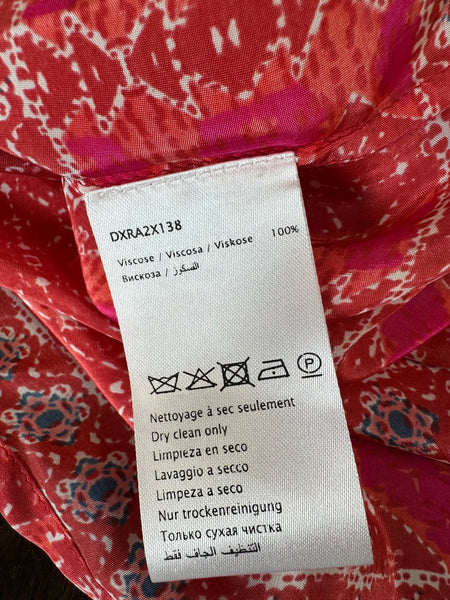 DXRA2X138
Viscose / Viscosa / Viskose 100%
Вискоза / الفسكوز
P
Nettoyage à sec seulement
Dry clean only
Limpieza en seco
Lavaggio a secco
Limpeza a seco
Nur trockenreinigung
Только сухая чистка
التنظيف الجاف فقط